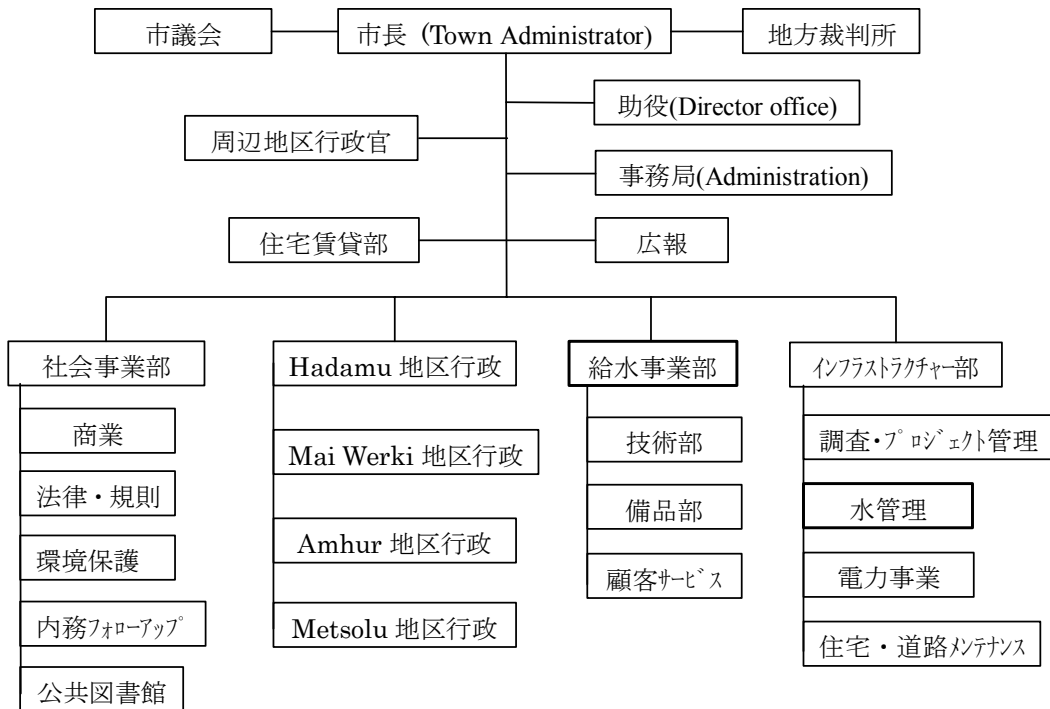 市議会
市長 (Town Administrator)
地方裁判所
助役(Director office)
周辺地区行政官
事務局(Administration)
住宅賃貸部
広報
社会事業部
商業
法律・規則
環境保護
内務ﾌｫﾛｰｱｯﾌﾟ
公共図書館
Hadamu 地区行政
Mai Werki 地区行政
Amhur 地区行政
Metsolu 地区行政
給水事業部
技術部
備品部
顧客ｻｰﾋﾞｽ
ｲﾝﾌﾗｽﾄﾗｸﾁｬｰ部
調査・ﾌﾟﾛｼﾞｪｸﾄ管理
水管理
電力事業
住宅・道路ﾒﾝﾃﾅﾝｽ